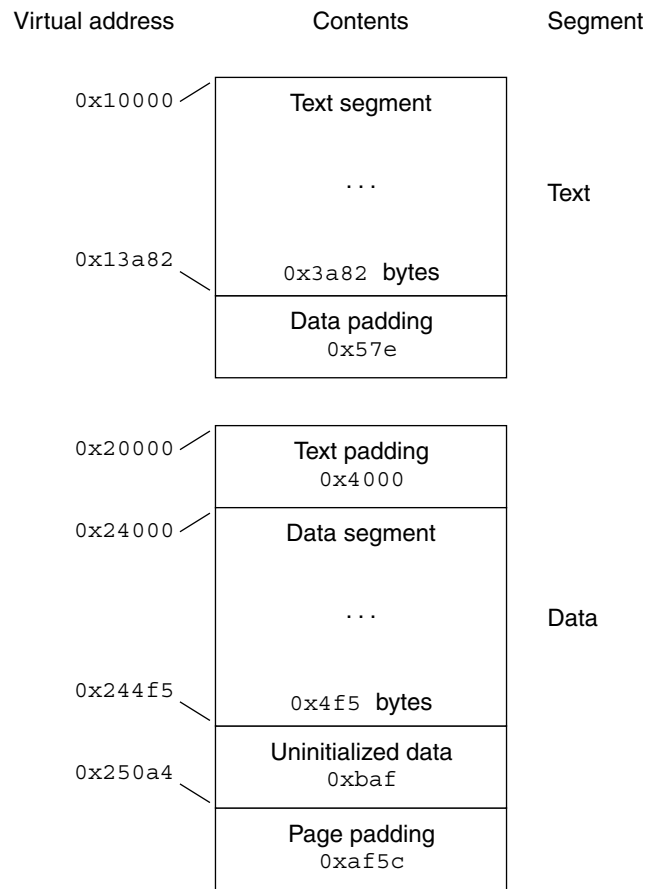 Virtual address Contents Segment
0x10000
Text segment
...
Text
0x13a82
0x3a82 bytes
Data padding
0x57e
0x20000
Text padding
0x4000
0x24000
Data segment
...
Data
0x244f5
0x4f5 bytes
Uninitialized data
0xbaf
0x250a4
Page padding
0xaf5c